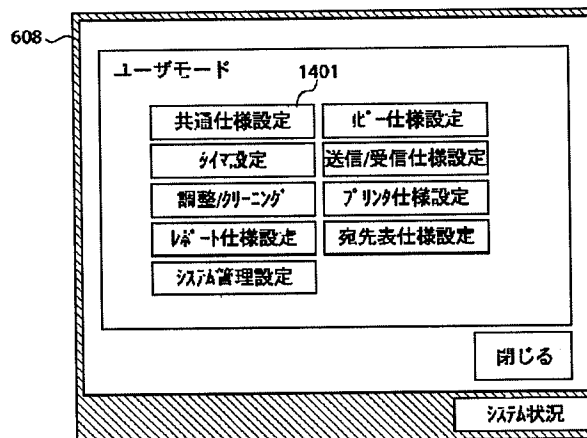 608
ユーザモード
1401
共通仕様設定
ｺﾋﾟｰ仕様設定
ﾀｲﾏ設定
送信/受信仕様設定
調整/ｸﾘｰﾆﾝｸﾞ
ﾌﾟﾘﾝﾀ仕様設定
ﾚﾎﾟｰﾄ仕様設定
宛先表仕様設定
ｼｽﾃﾑ管理設定
閉じる
ｼｽﾃﾑ状況